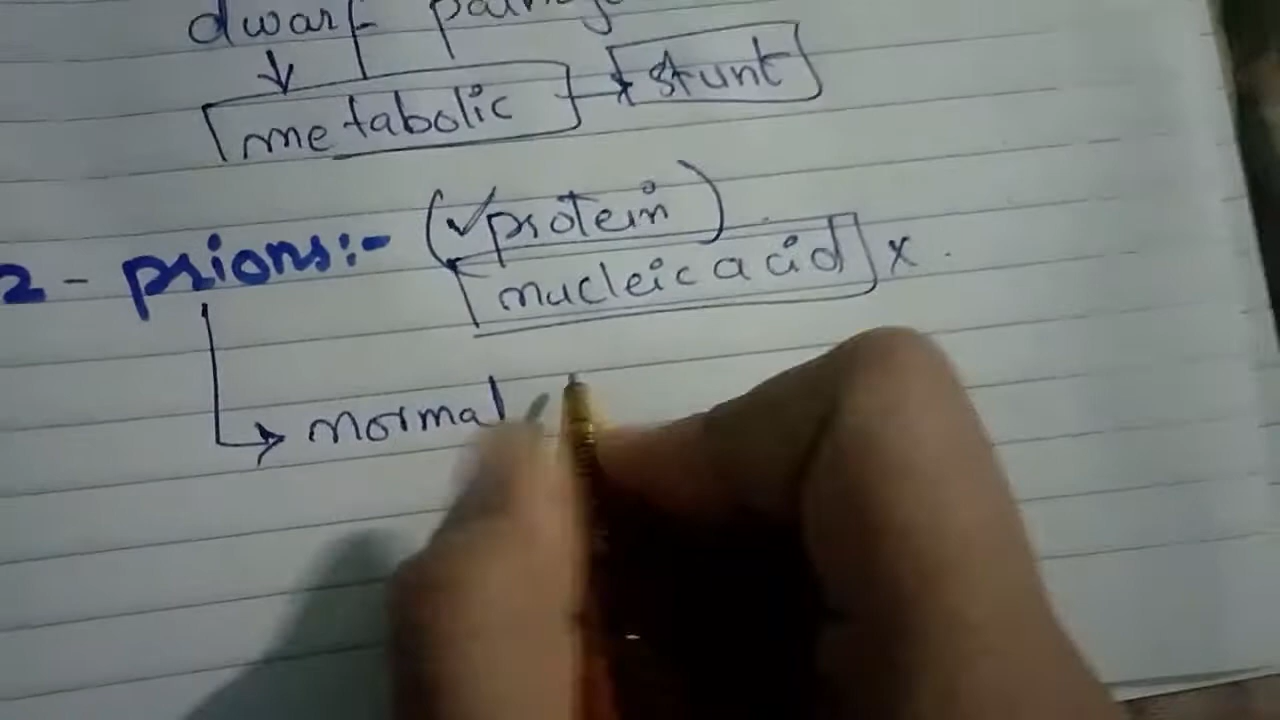 dwarf
metabolic → stunt
2 - prions:- (✓protein)
nucleic acid x .
normal